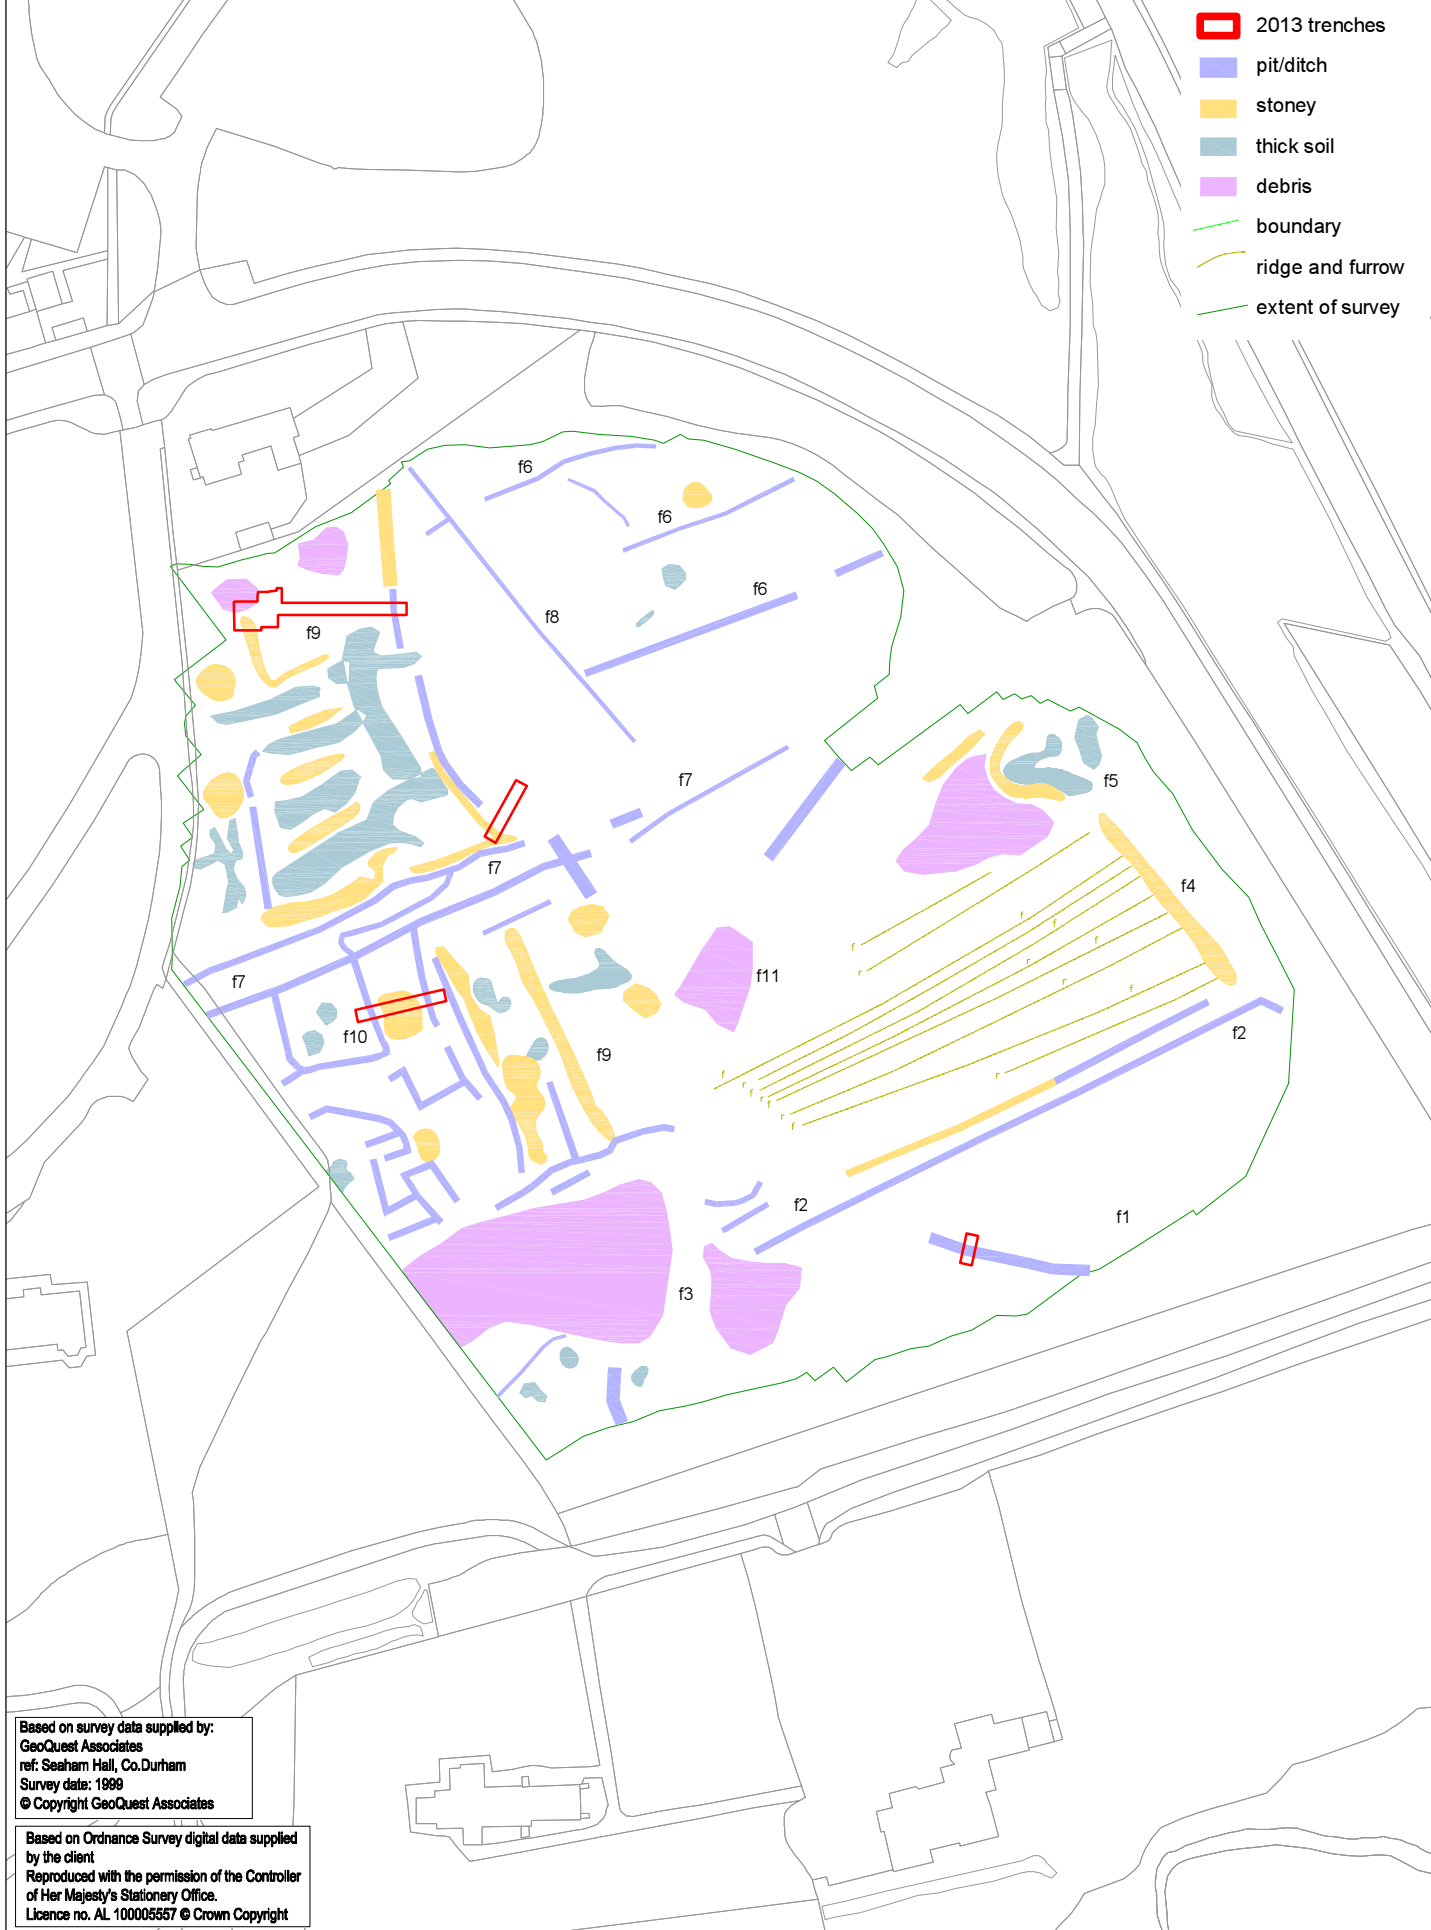 2013 trenches
pit/ditch
stoney
thick soil
debris
boundary
ridge and furrow
extent of survey
f6
f6
f6
f8
f9
f7
f5
f7
f4
f
f
f
r
r
f
r
f
f7
f11
f10
f9
f2
r
f
r
f
r
f
r
f
f2
f1
f3
Based on survey data supplied by:
GeoQuest Associates
ref: Seaham Hall, Co.Durham
Survey date: 1999
© Copyright GeoQuest Associates
Based on Ordnance Survey digital data supplied
by the client
Reproduced with the permission of the Controller
of Her Majesty's Stationery Office.
Licence no. AL 100005557 © Crown Copyright